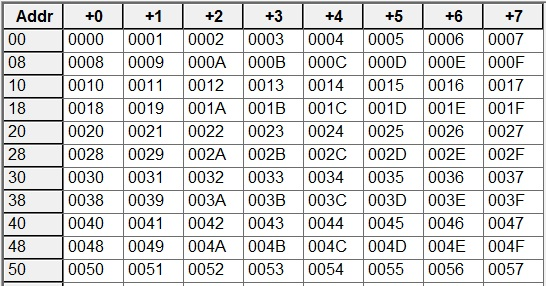 Addr +0 +1 +2 +3 +4 +5 +6 +7
00 0000 0001 0002 0003 0004 0005 0006 0007
08 0008 0009 000A 000B 000C 000D 000E 000F
10 0010 0011 0012 0013 0014 0015 0016 0017
18 0018 0019 001A 001B 001C 001D 001E 001F
20 0020 0021 0022 0023 0024 0025 0026 0027
28 0028 0029 002A 002B 002C 002D 002E 002F
30 0030 0031 0032 0033 0034 0035 0036 0037
38 0038 0039 003A 003B 003C 003D 003E 003F
40 0040 0041 0042 0043 0044 0045 0046 0047
48 0048 0049 004A 004B 004C 004D 004E 004F
50 0050 0051 0052 0053 0054 0055 0056 0057